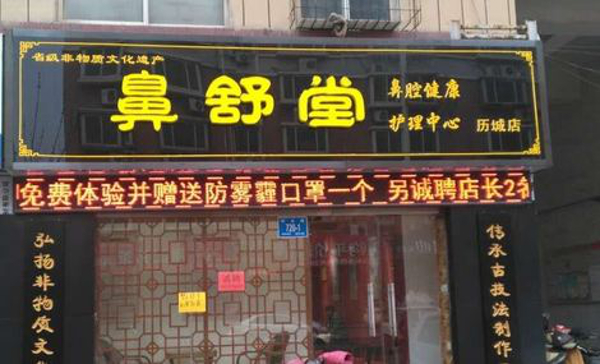 省级非物质文化遗产
鼻舒堂
鼻腔健康
护理中心
历城店
免费体验并赠送防雾霾口罩一个 另诚聘店长2名
弘扬非物质文
传承古技法制作
726-1